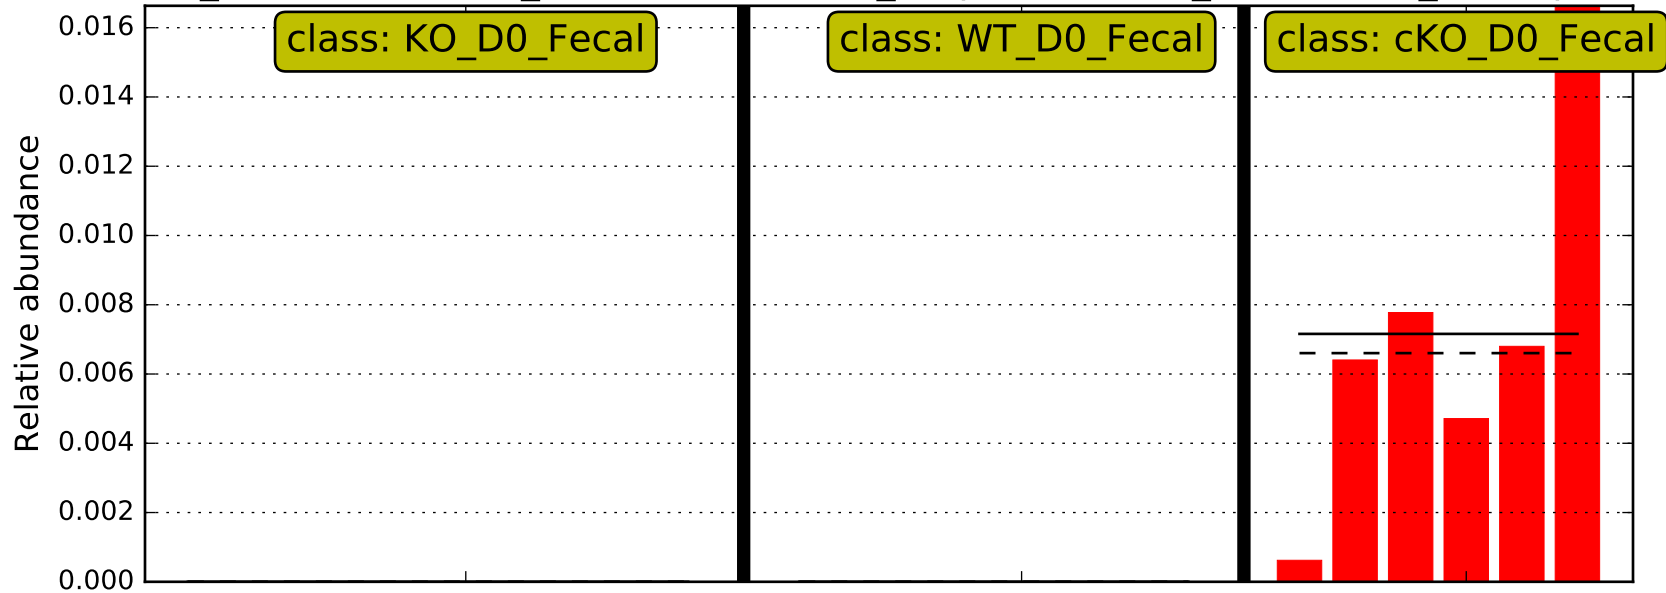 class: KO_D0_Fecal
class: WT_D0_Fecal
class: cKO_D0_Fecal
Relative abundance
0.016
0.014
0.012
0.010
0.008
0.006
0.004
0.002
0.000